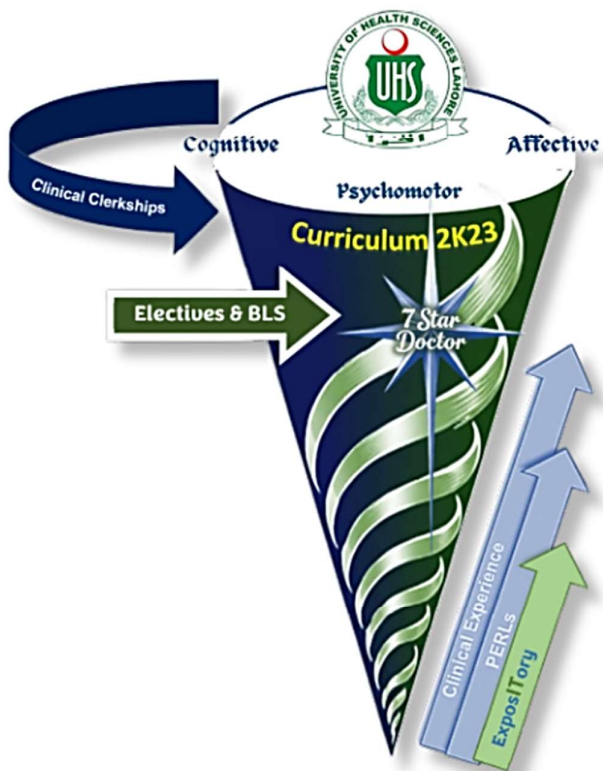 UNIVERSITY OF HEALTH SCIENCES LAHORE
UHS
Cognitive
Affective
Psychomotor
Clinical Clerkships
Curriculum 2K23
Electives & BLS
7 Star
Doctor
Clinical Experience
PERLs
ExposITory